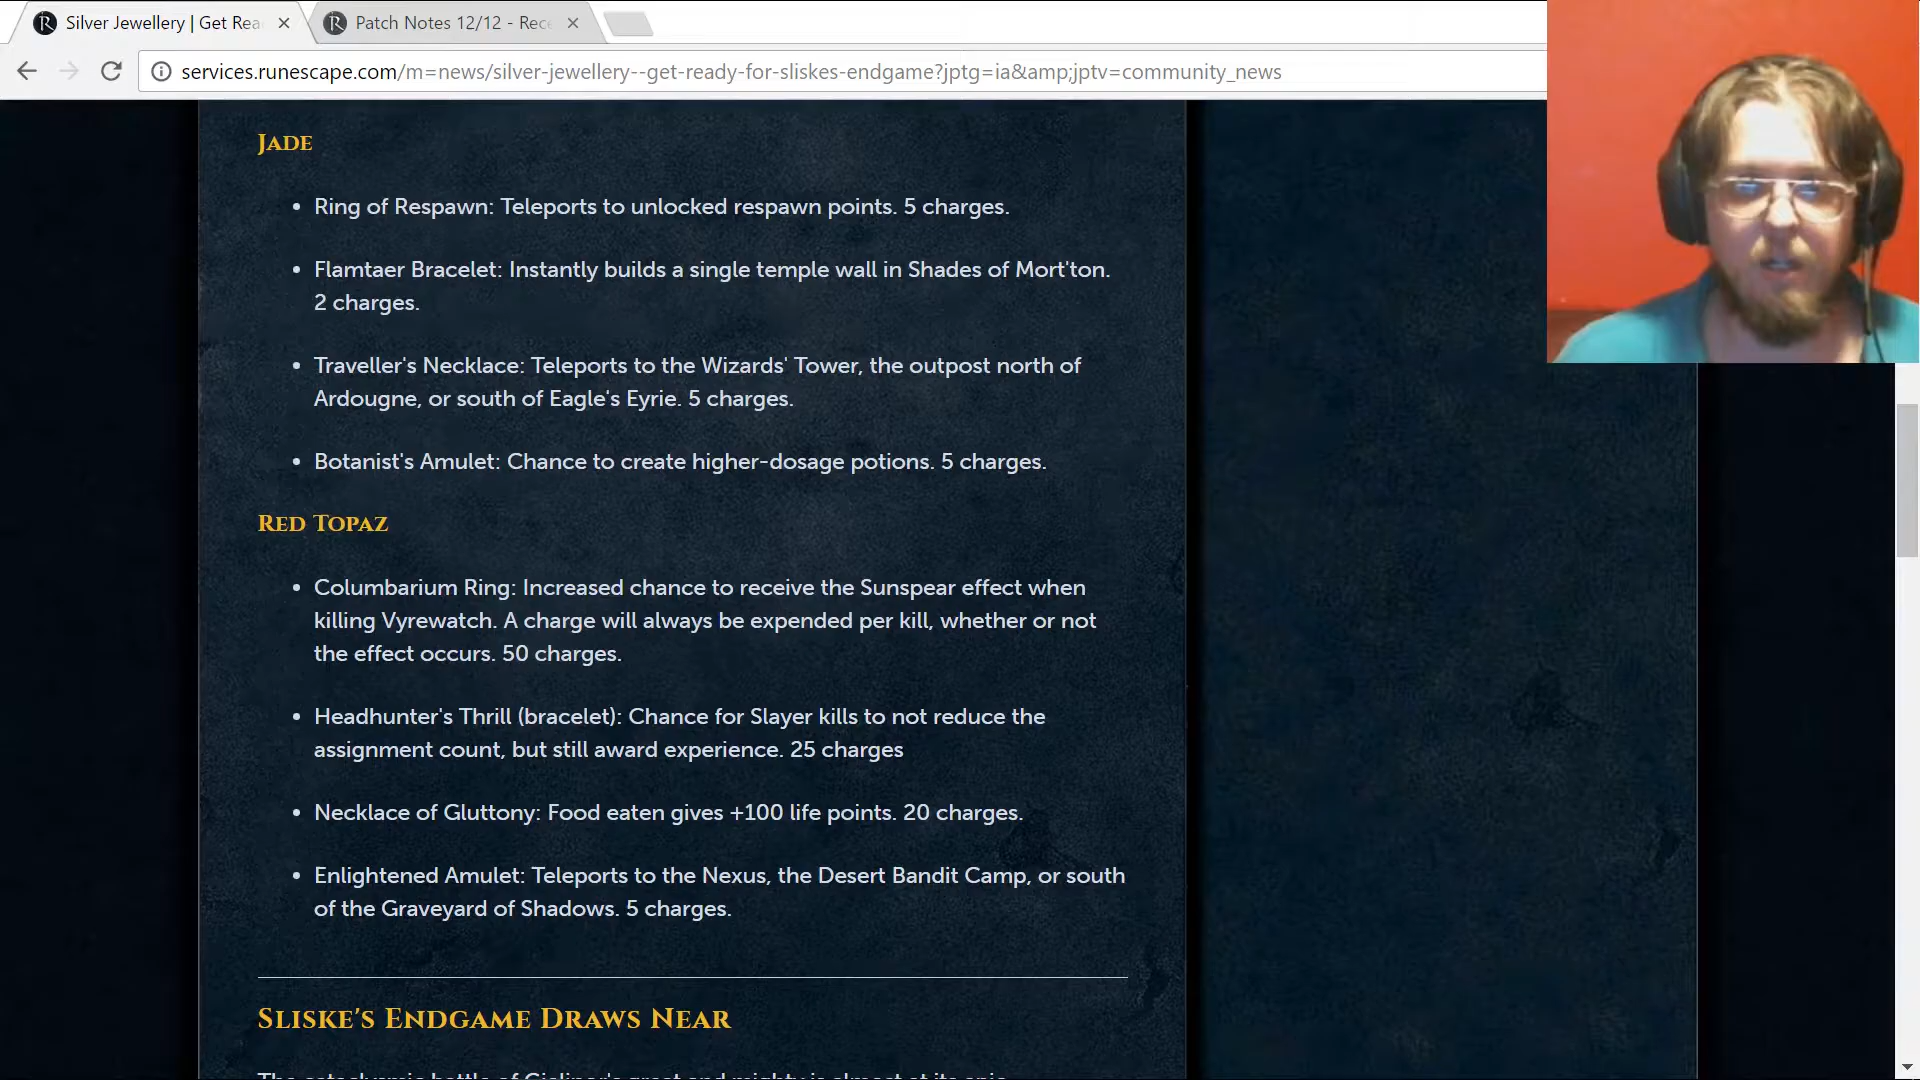 Silver Jewellery | Get Rea
Patch Notes 12/12 - Rece
services.runescape.com/m=news/silver-jewellery--get-ready-for-sliskes-endgame?jptg=ia&amp;jptv=community_news
Jade
• Ring of Respawn: Teleports to unlocked respawn points. 5 charges.
• Flamtaer Bracelet: Instantly builds a single temple wall in Shades of Mort'ton.
2 charges.
• Traveller's Necklace: Teleports to the Wizards' Tower, the outpost north of
Ardougne, or south of Eagle's Eyrie. 5 charges.
• Botanist's Amulet: Chance to create higher-dosage potions. 5 charges.
Red Topaz
• Columbarium Ring: Increased chance to receive the Sunspear effect when
killing Vyrewatch. A charge will always be expended per kill, whether or not
the effect occurs. 50 charges.
• Headhunter's Thrill (bracelet): Chance for Slayer kills to not reduce the
assignment count, but still award experience. 25 charges
• Necklace of Gluttony: Food eaten gives +100 life points. 20 charges.
• Enlightened Amulet: Teleports to the Nexus, the Desert Bandit Camp, or south
of the Graveyard of Shadows. 5 charges.
Sliske's Endgame Draws Near